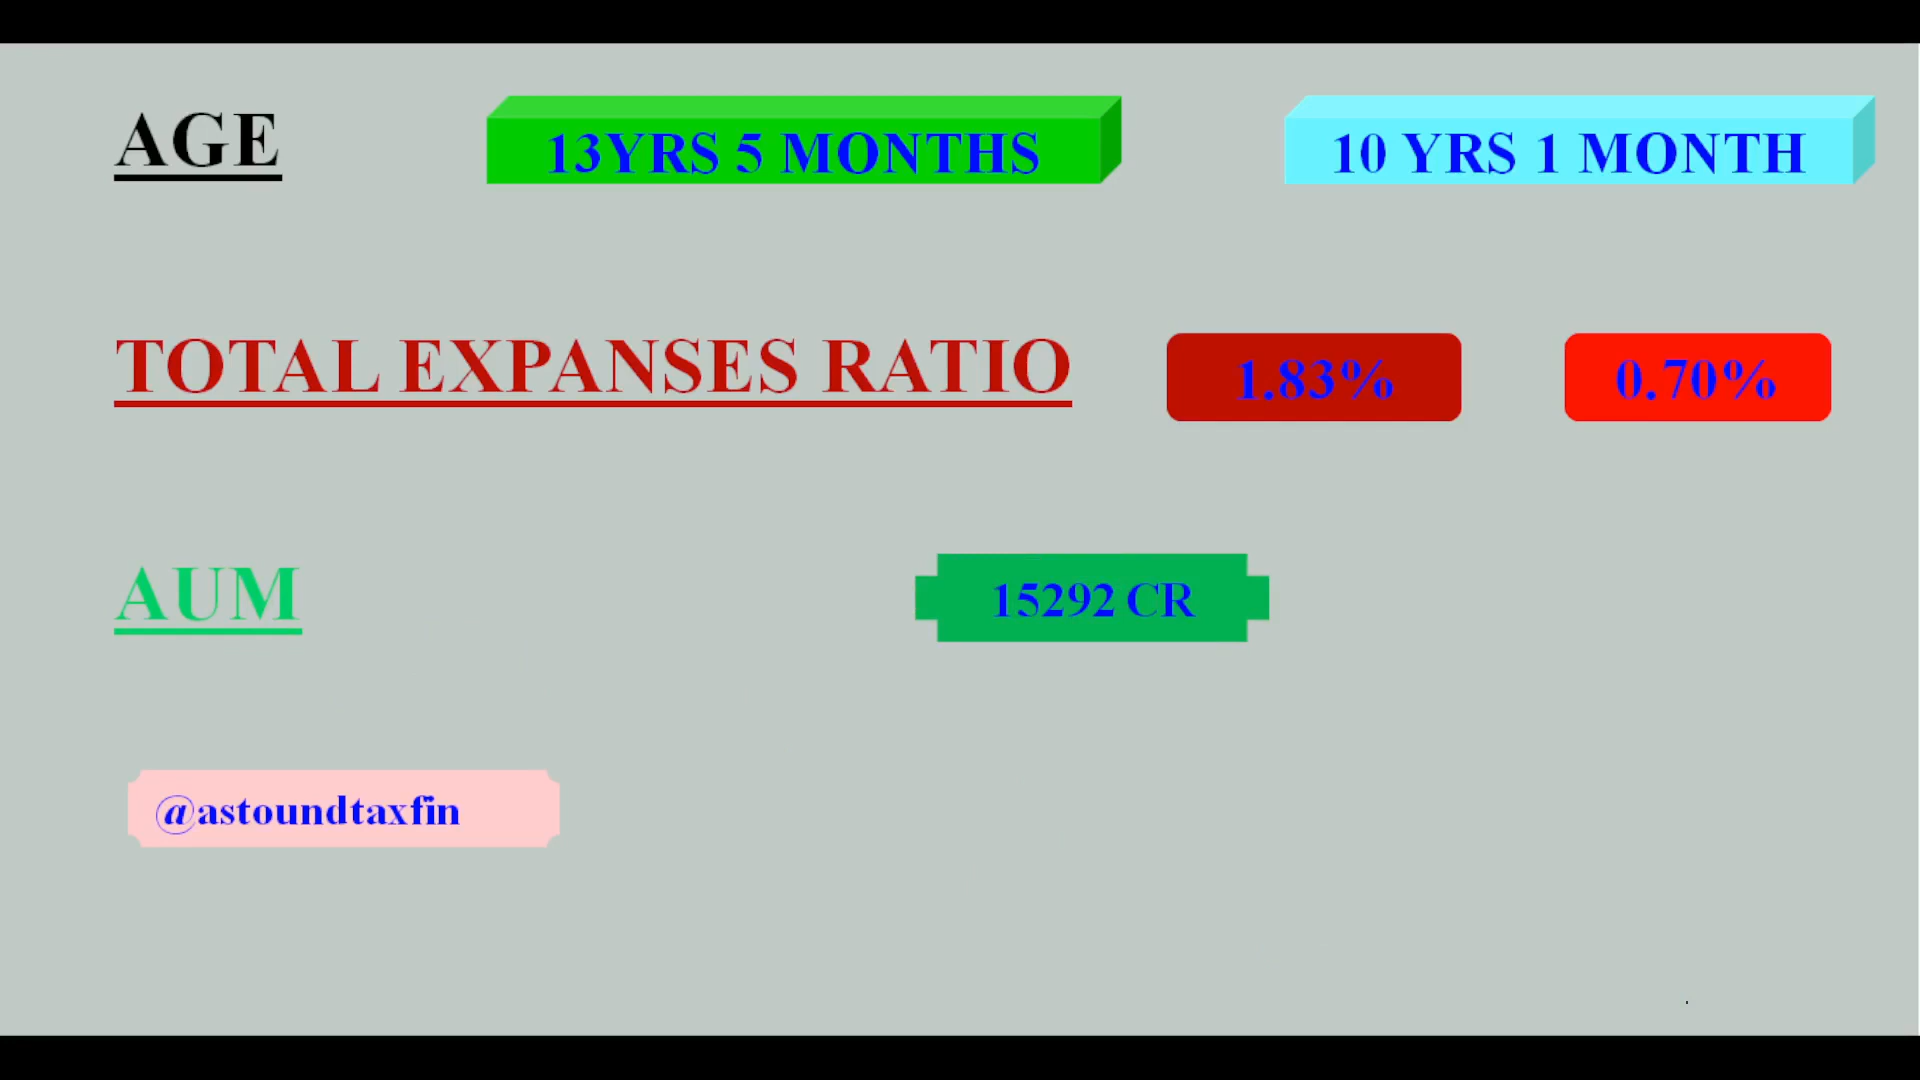 AGE 13YRS 5 MONTHS 10 YRS 1 MONTH
TOTAL EXPANSES RATIO 1.83% 0.70%
AUM 15292 CR
@astoundtaxfin